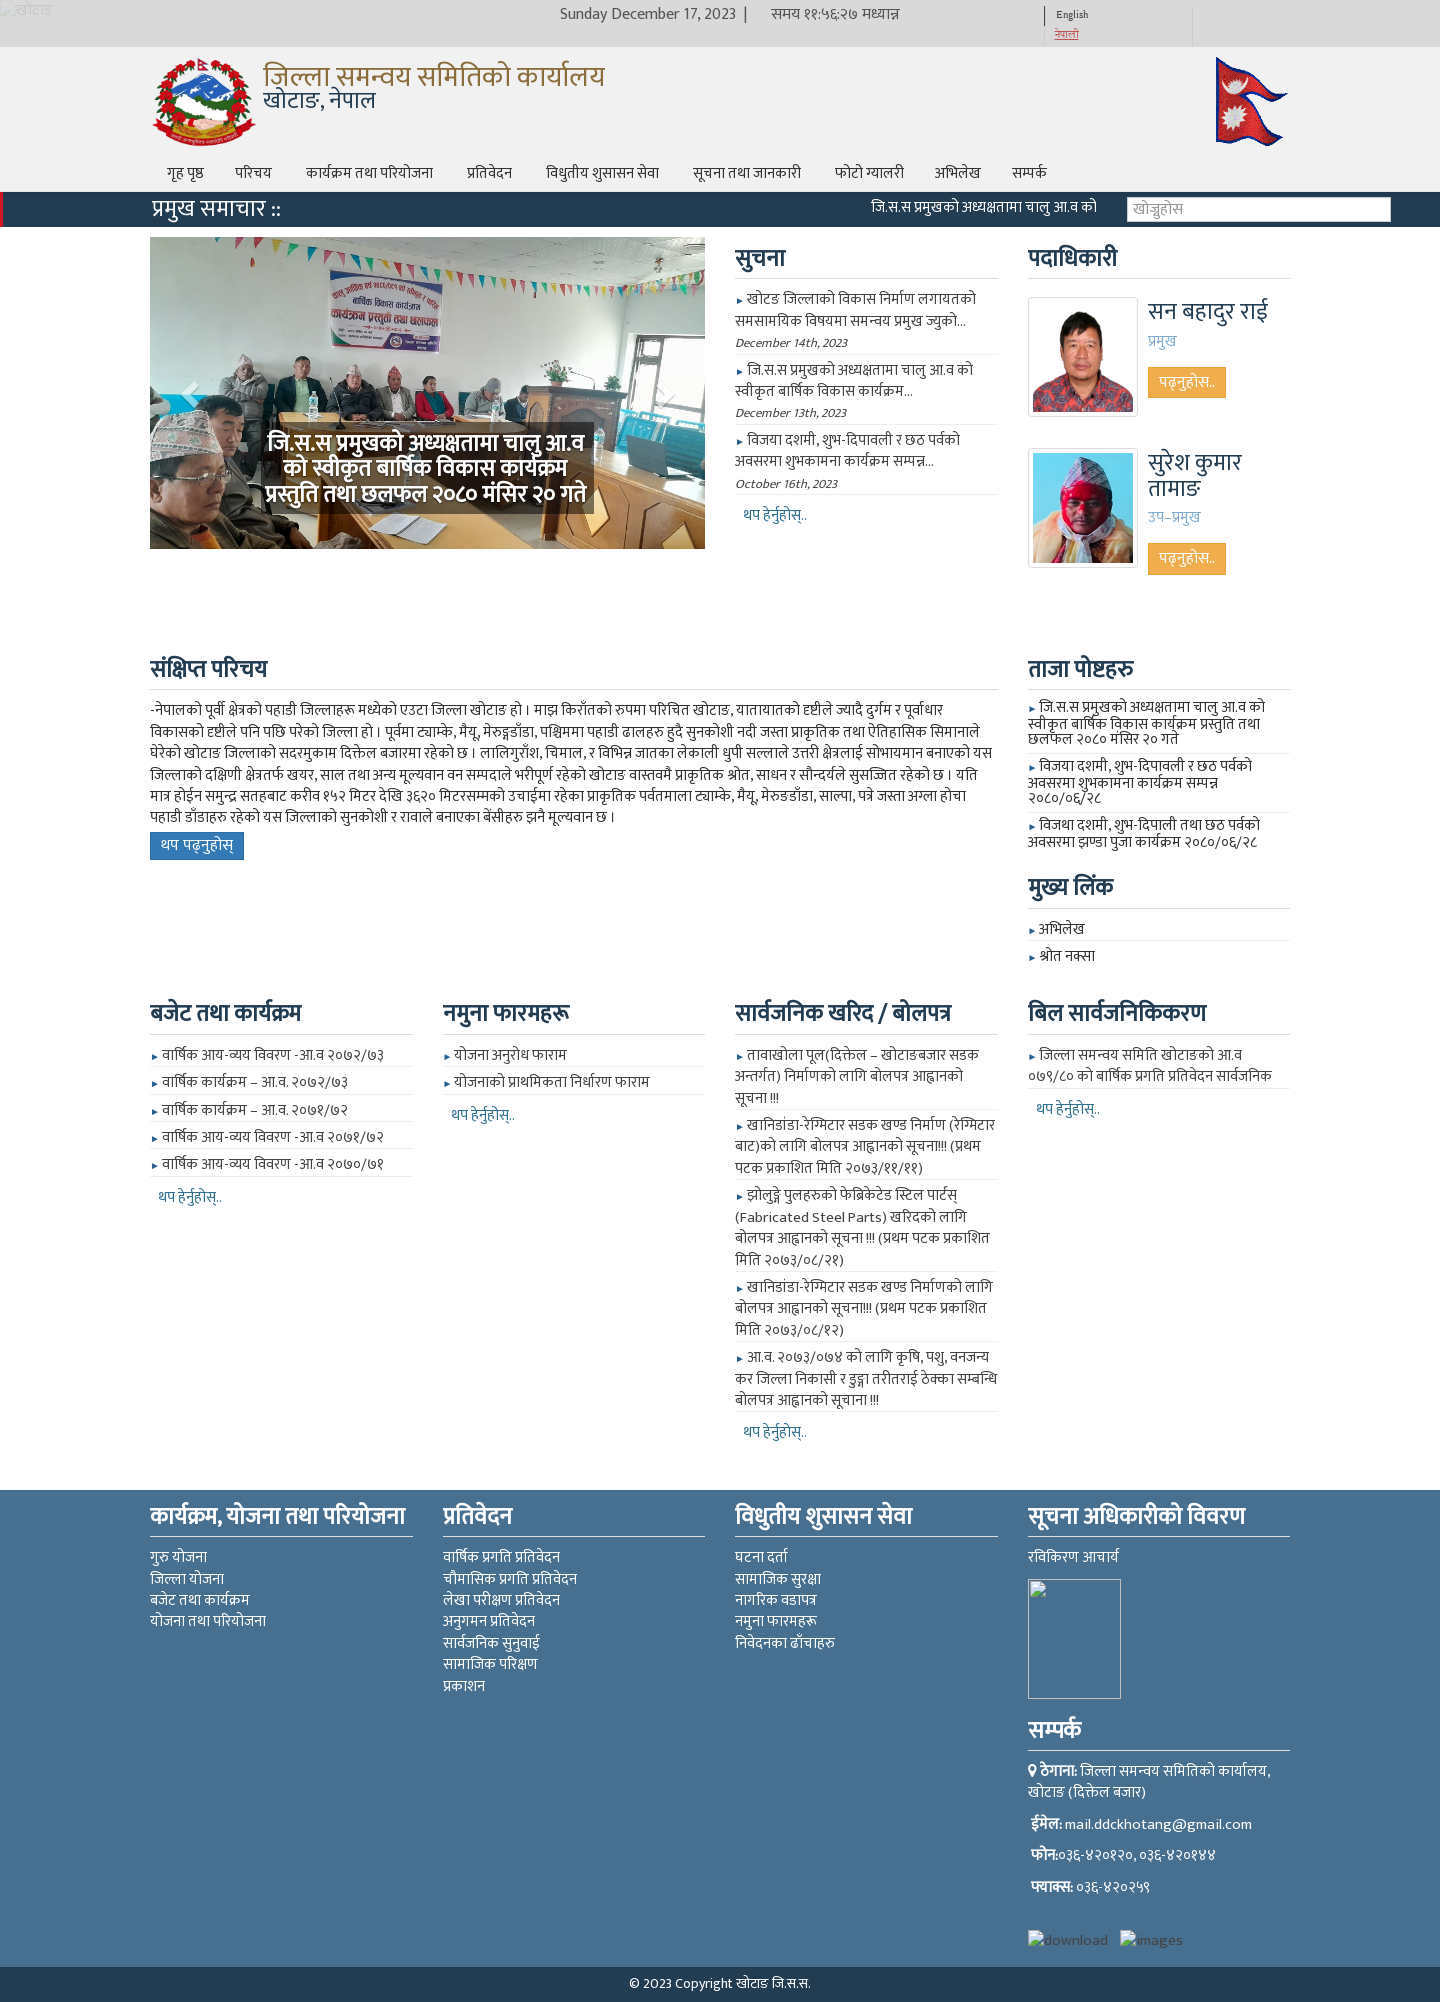 खोटाङ
Sunday December 17, 2023 |
समय ११:५६:२७ मध्यान्न
English
नेपाली
जिल्ला समन्वय समितिको कार्यालय
खोटाङ, नेपाल
गृह पृष्ठ परिचय कार्यक्रम तथा परियोजना प्रतिवेदन विधुतीय शुसासन सेवा सूचना तथा जानकारी फोटो ग्यालरी अभिलेख सम्पर्क
प्रमुख समाचार ::
जि.स.स प्रमुखको अध्यक्षतामा चालु आ.व को
खोज्नुहोस
जि.स.स प्रमुखको अध्यक्षतामा चालु आ.व
को स्वीकृत बार्षिक विकास कार्यक्रम
प्रस्तुति तथा छलफल २०८० मंसिर २० गते
सुचना
► खोटङ जिल्लाको विकास निर्माण लगायतको
समसामयिक विषयमा समन्वय प्रमुख ज्युको...
December 14th, 2023
► जि.स.स प्रमुखको अध्यक्षतामा चालु आ.व को
स्वीकृत बार्षिक विकास कार्यक्रम...
December 13th, 2023
► विजया दशमी, शुभ-दिपावली र छठ पर्वको
अवसरमा शुभकामना कार्यक्रम सम्पन्न...
October 16th, 2023
थप हेर्नुहोस्..
पदाधिकारी
सन बहादुर राई
प्रमुख
पढ्नुहोस..
सुरेश कुमार
तामाङ
उप–प्रमुख
पढ्नुहोस..
संक्षिप्त परिचय
-नेपालको पूर्वी क्षेत्रको पहाडी जिल्लाहरू मध्येको एउटा जिल्ला खोटाङ हो । माझ किराँतको रुपमा परिचित खोटाङ, यातायातको दृष्टीले ज्यादै दुर्गम र पूर्वाधार
विकासको दृष्टीले पनि पछि परेको जिल्ला हो । पूर्वमा ट्याम्के, मैयू, मेरुङ्गडाँडा, पश्चिममा पहाडी ढालहरु हुदै सुनकोशी नदी जस्ता प्राकृतिक तथा ऐतिहासिक सिमानाले
घेरेको खोटाङ जिल्लाको सदरमुकाम दिक्तेल बजारमा रहेको छ । लालिगुराँश, चिमाल, र विभिन्न जातका लेकाली धुपी सल्लाले उत्तरी क्षेत्रलाई सोभायमान बनाएको यस
जिल्लाको दक्षिणी क्षेत्रतर्फ खयर, साल तथा अन्य मूल्यवान वन सम्पदाले भरीपूर्ण रहेको खोटाङ वास्तवमै प्राकृतिक श्रोत, साधन र सौन्दर्यले सुसज्जित रहेको छ । यति
मात्र होईन समुन्द्र सतहबाट करीव १५२ मिटर देखि ३६२० मिटरसम्मको उचाईमा रहेका प्राकृतिक पर्वतमाला ट्याम्के, मैयू, मेरुङडाँडा, साल्पा, पत्रे जस्ता अग्ला होचा
पहाडी डाँडाहरु रहेको यस जिल्लाको सुनकोशी र रावाले बनाएका बेंसीहरु झनै मूल्यवान छ ।
थप पढ्नुहोस्
ताजा पोष्टहरु
► जि.स.स प्रमुखको अध्यक्षतामा चालु आ.व को
स्वीकृत बार्षिक विकास कार्यक्रम प्रस्तुति तथा
छलफल २०८० मंसिर २० गते
► विजया दशमी, शुभ-दिपावली र छठ पर्वको
अवसरमा शुभकामना कार्यक्रम सम्पन्न
२०८०/०६/२८
► विजथा दशमी, शुभ-दिपाली तथा छठ पर्वको
अवसरमा झण्डा पुजा कार्यक्रम २०८०/०६/२८
मुख्य लिंक
► अभिलेख
► श्रोत नक्सा
बजेट तथा कार्यक्रम
► वार्षिक आय-व्यय विवरण -आ.व २०७२/७३
► वार्षिक कार्यक्रम – आ.व. २०७२/७३
► वार्षिक कार्यक्रम – आ.व. २०७१/७२
► वार्षिक आय-व्यय विवरण -आ.व २०७१/७२
► वार्षिक आय-व्यय विवरण -आ.व २०७०/७१
थप हेर्नुहोस्..
नमुना फारमहरू
► योजना अनुरोध फाराम
► योजनाको प्राथमिकता निर्धारण फाराम
थप हेर्नुहोस्..
सार्वजनिक खरिद / बोलपत्र
► तावाखोला पूल(दिक्तेल – खोटाङबजार सडक
अन्तर्गत) निर्माणको लागि बोलपत्र आह्वानको
सूचना !!!
► खानिडांडा-रेग्मिटार सडक खण्ड निर्माण (रेग्मिटार
बाट)को लागि बोलपत्र आह्वानको सूचना!!! (प्रथम
पटक प्रकाशित मिति २०७३/११/११)
► झोलुङ्गे पुलहरुको फेब्रिकेटेड स्टिल पार्टस्
(Fabricated Steel Parts) खरिदको लागि
बोलपत्र आह्वानको सूचना !!! (प्रथम पटक प्रकाशित
मिति २०७३/०८/२१)
► खानिडांडा-रेग्मिटार सडक खण्ड निर्माणको लागि
बोलपत्र आह्वानको सूचना!!! (प्रथम पटक प्रकाशित
मिति २०७३/०८/१२)
► आ.व. २०७३/०७४ को लागि कृषि, पशु, वनजन्य
कर जिल्ला निकासी र डुङ्गा तरीतराई ठेक्का सम्बन्धि
बोलपत्र आह्वानको सूचाना !!!
थप हेर्नुहोस्..
बिल सार्वजनिकिकरण
► जिल्ला समन्वय समिति खोटाङको आ.व
०७९/८० को बार्षिक प्रगति प्रतिवेदन सार्वजनिक
थप हेर्नुहोस्..
कार्यक्रम, योजना तथा परियोजना
गुरु योजना
जिल्ला योजना
बजेट तथा कार्यक्रम
योजना तथा परियोजना
प्रतिवेदन
वार्षिक प्रगति प्रतिवेदन
चौमासिक प्रगति प्रतिवेदन
लेखा परीक्षण प्रतिवेदन
अनुगमन प्रतिवेदन
सार्वजनिक सुनुवाई
सामाजिक परिक्षण
प्रकाशन
विधुतीय शुसासन सेवा
घटना दर्ता
सामाजिक सुरक्षा
नागरिक वडापत्र
नमुना फारमहरू
निवेदनका ढाँचाहरु
सूचना अधिकारीको विवरण
रविकिरण आचार्य
सम्पर्क
ठेगाना: जिल्ला समन्वय समितिको कार्यालय,
खोटाङ (दिक्तेल बजार)
ईमेल: mail.ddckhotang@gmail.com
फोन:०३६-४२०१२०, ०३६-४२०१४४
फ्याक्स: ०३६-४२०२५९
download images
© 2023 Copyright खोटाङ जि.स.स.